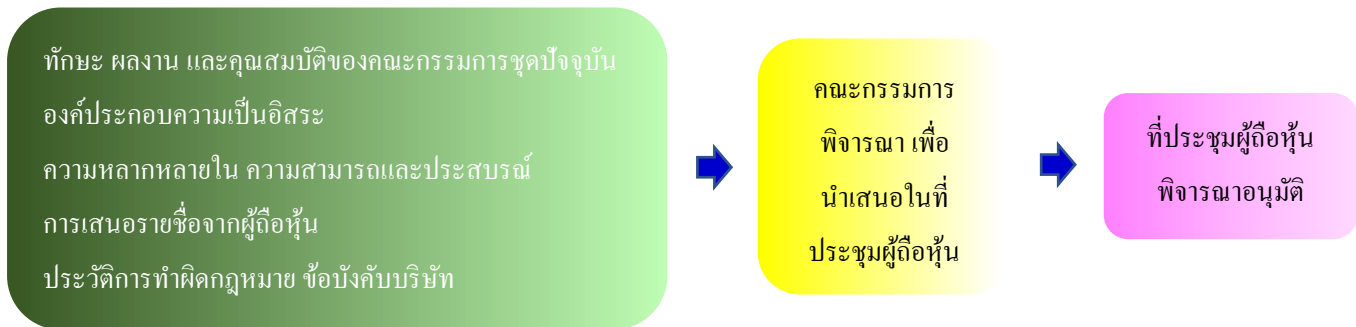 ทักษะ ผลงาน และคุณสมบัติของคณะกรรมการชุดปัจจุบัน
องค์ประกอบความเป็นอิสระ
ความหลากหลายใน ความสามารถและประสบรณ์
การเสนอรายชื่อจากผู้ถือหุ้น
ประวัติการทำผิดกฎหมาย ข้อบังคับบริษัท
คณะกรรมการ
พิจารณา เพื่อ
นำเสนอในที่
ประชุมผู้ถือหุ้น
ที่ประชุมผู้ถือหุ้น
พิจารณาอนุมัติ